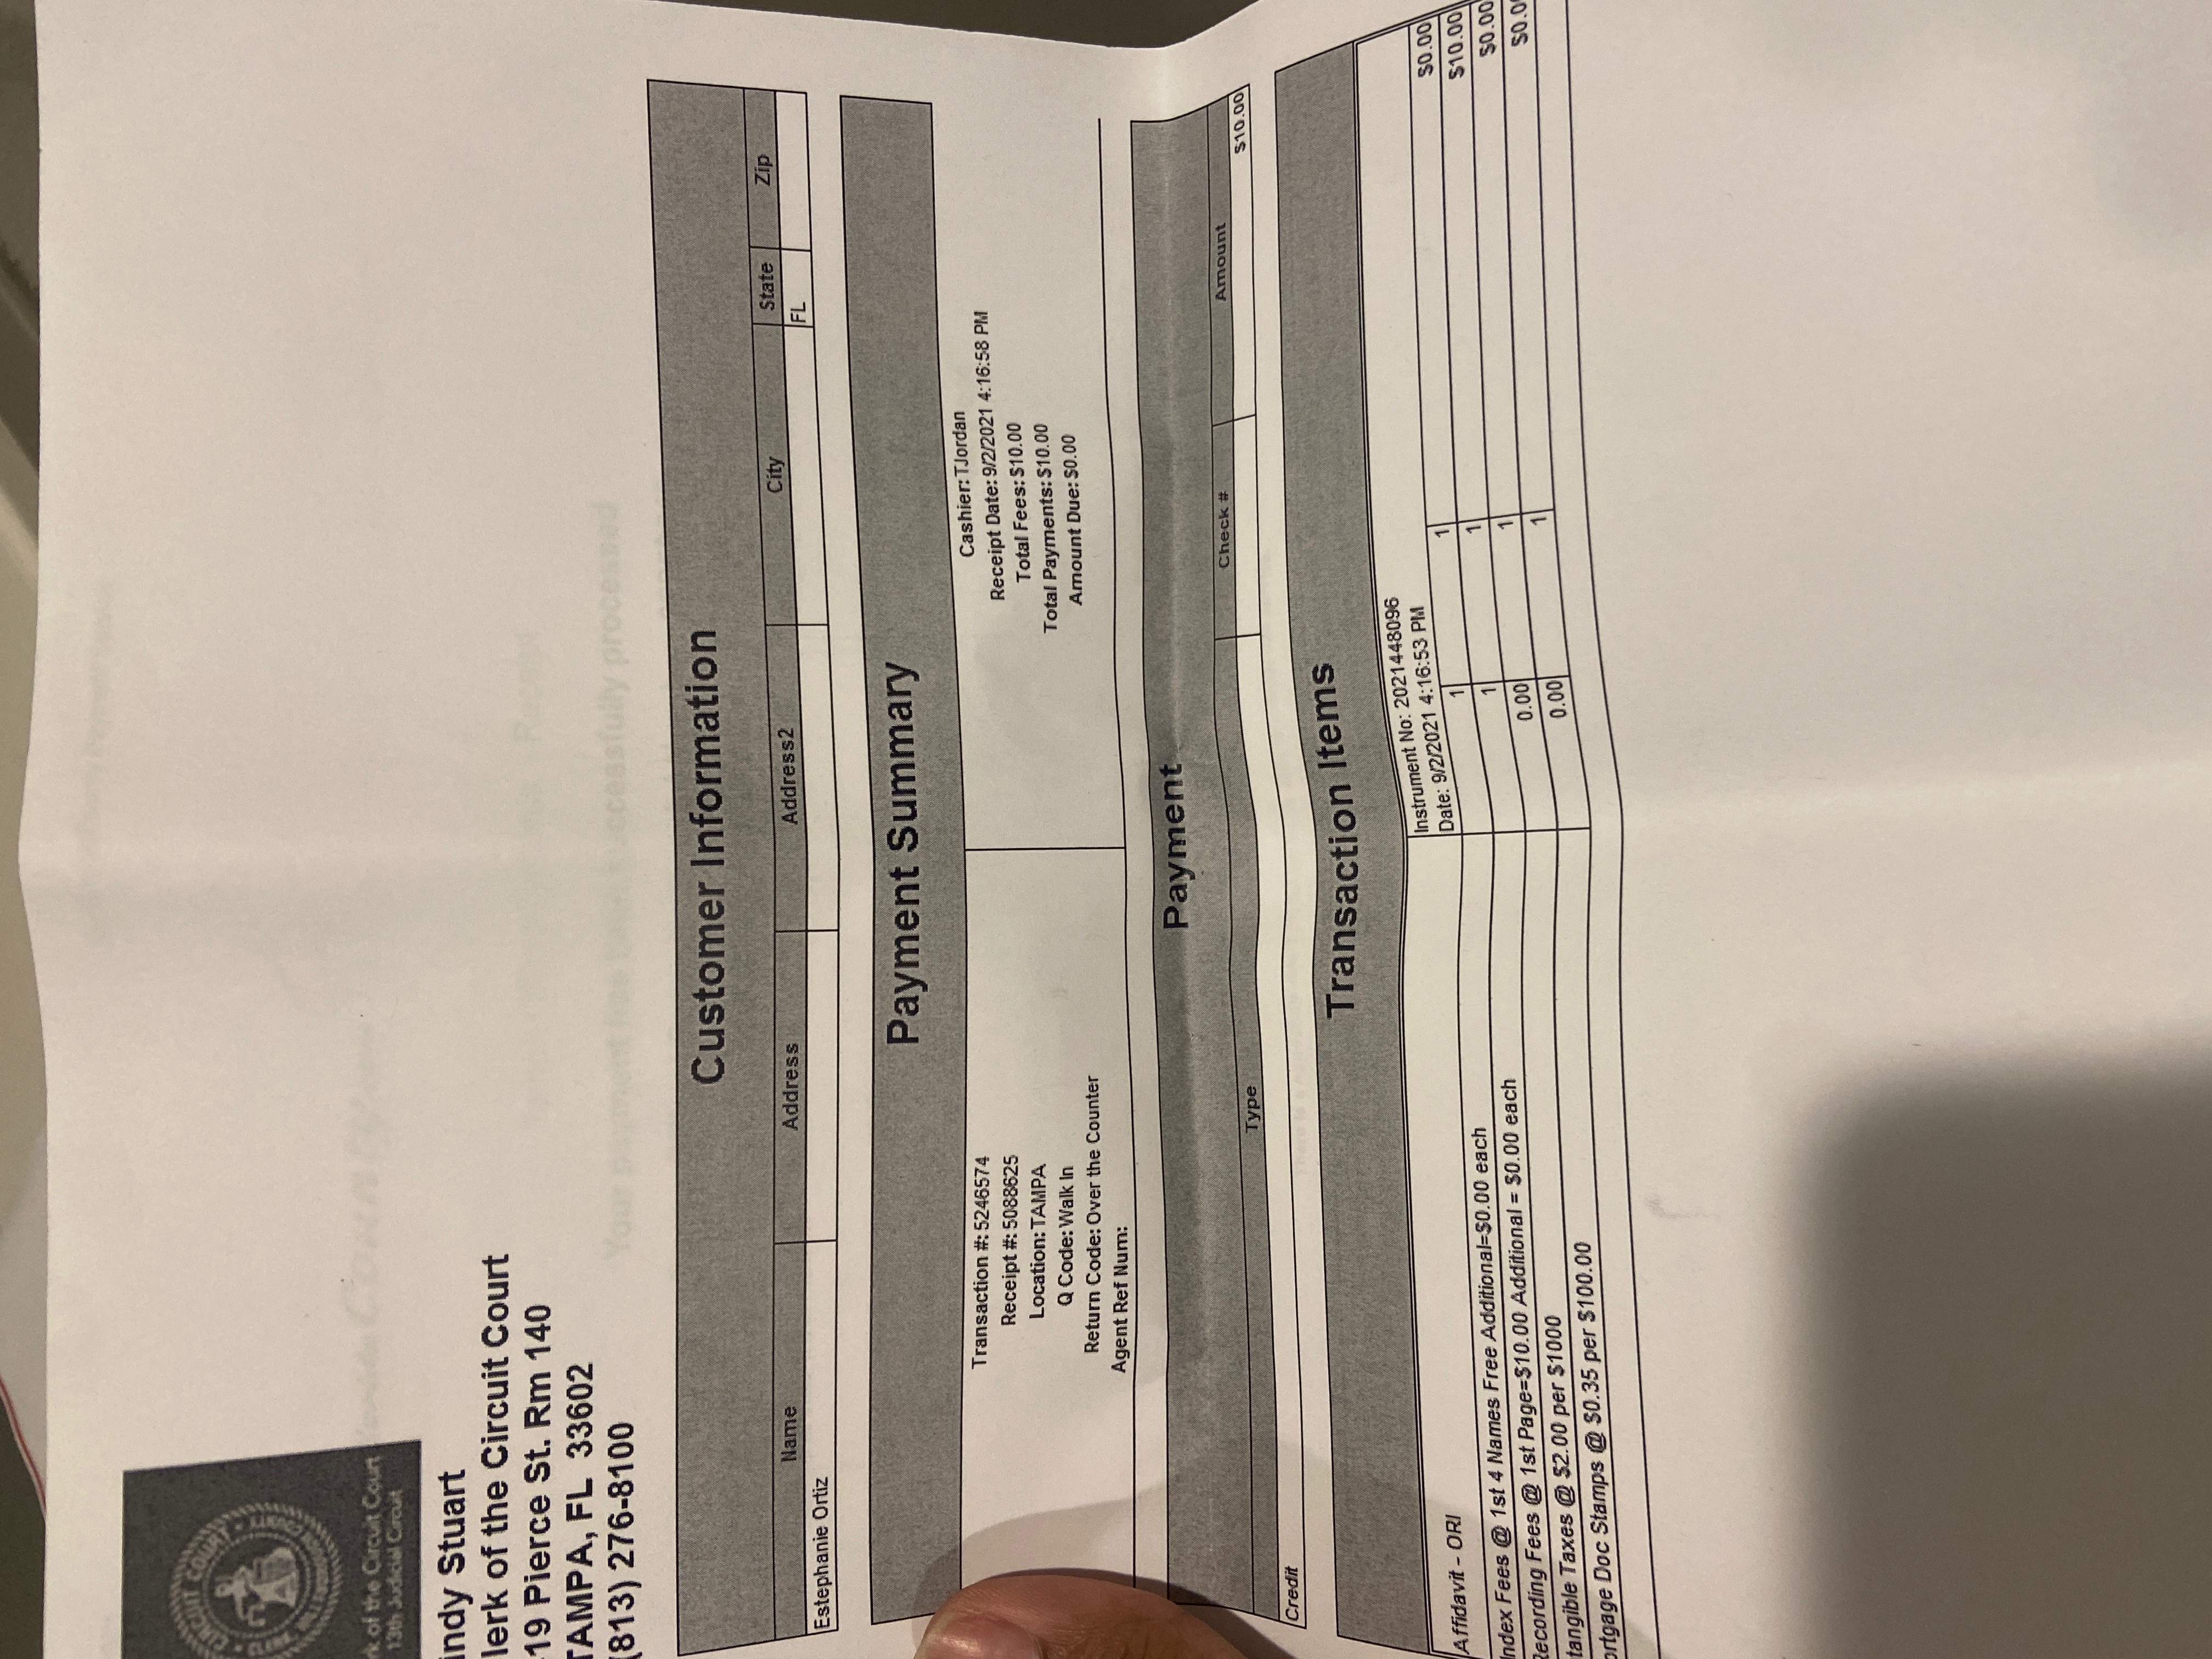 CIRCUIT COURT
rk of the Circuit Court
13th Judicial Circuit
indy Stuart
lerk of the Circuit Court
19 Pierce St. Rm 140
TAMPA, FL 33602
(813) 276-8100
Your payment has been successfully processed
Customer Information
Name Address Address2 City State Zip
Estephanie Ortiz FL
Payment Summary
Transaction #: 5246574
Receipt #: 5088625
Location: TAMPA
Q Code: Walk In
Return Code: Over the Counter
Agent Ref Num:
Cashier: TJordan
Receipt Date: 9/2/2021 4:16:58 PM
Total Fees: $10.00
Total Payments: $10.00
Amount Due: $0.00
Payment
Type Check # Amount
Credit $10.00
Transaction Items
Affidavit - ORI
Instrument No: 2021448096
Date: 9/2/2021 4:16:53 PM
Index Fees @ 1st 4 Names Free Additional=$0.00 each 1 1 $0.00
Recording Fees @ 1st Page=$10.00 Additional = $0.00 each 1 1 $10.00
tangible Taxes @ $2.00 per $1000 0.00 1 $0.00
ortgage Doc Stamps @ $0.35 per $100.00 0.00 1 $0.0